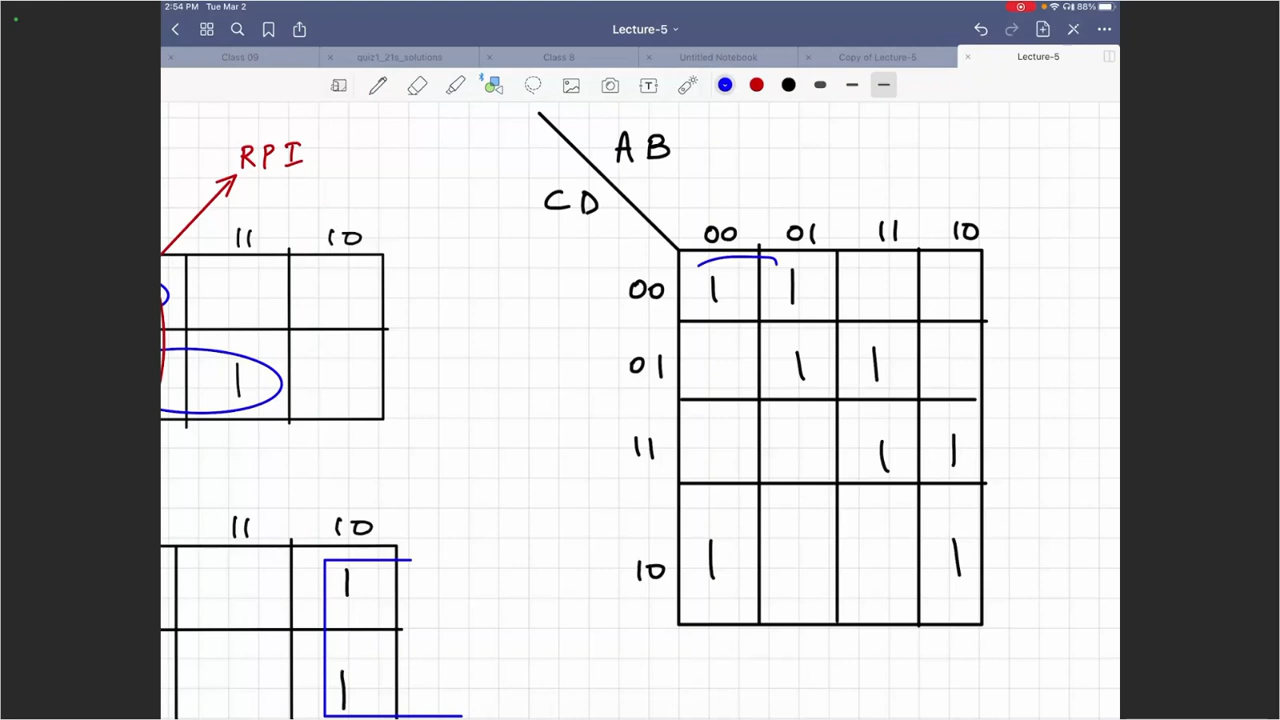 2:54 PM Tue Mar 2
88%
Lecture-5
Class 09
quiz1_21s_solutions
Class 8
Untitled Notebook
Copy of Lecture-5
Lecture-5
RPI
11 10
1
11 10
1
1
AB
CD
00 01 11 10
00 1 1
01 1 1
11 1 1
10 1 1